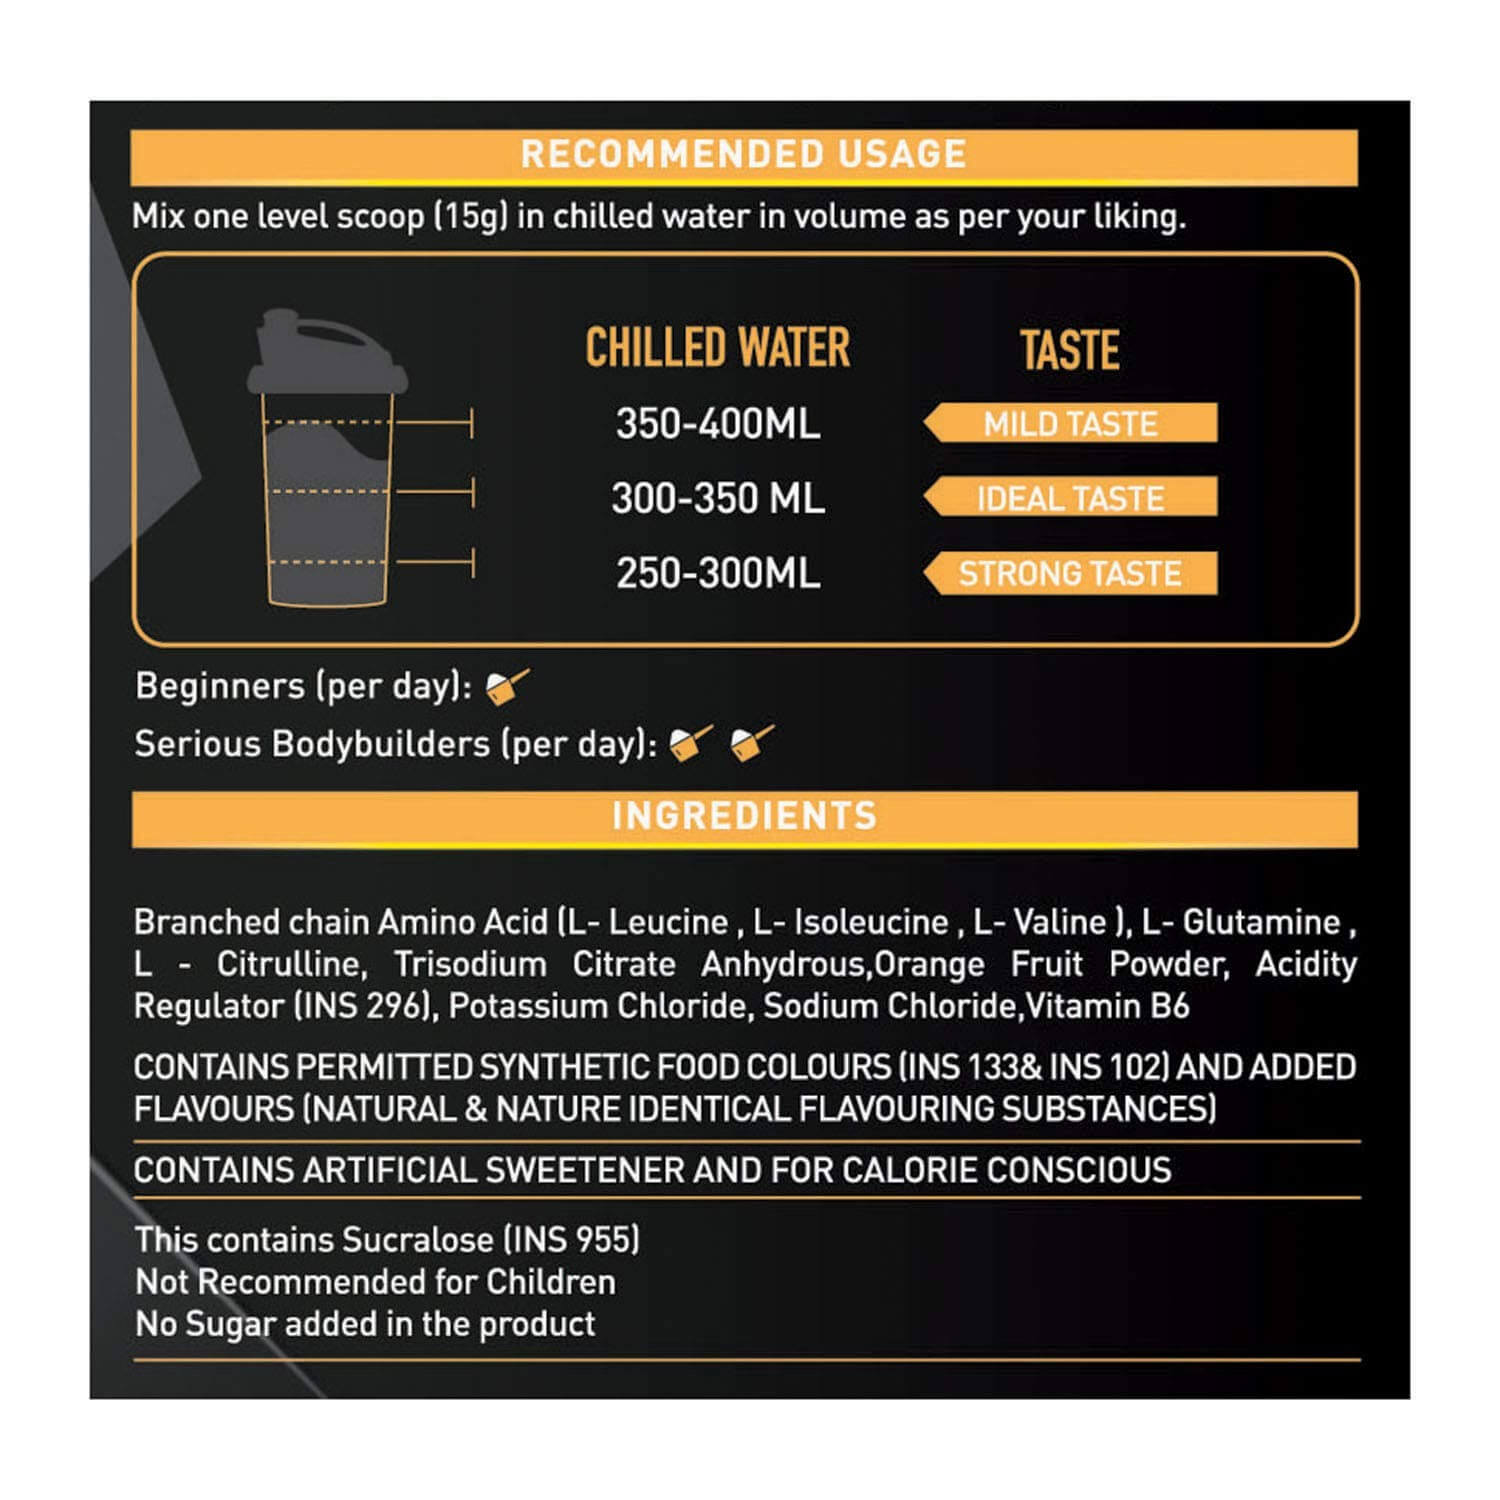 RECOMMENDED USAGE
Mix one level scoop (15g) in chilled water in volume as per your liking.
CHILLED WATER TASTE
350-400ML MILD TASTE
300-350 ML IDEAL TASTE
250-300ML STRONG TASTE
Beginners (per day):
Serious Bodybuilders (per day):
INGREDIENTS
Branched chain Amino Acid (L- Leucine , L- Isoleucine , L- Valine ), L- Glutamine ,
L - Citrulline, Trisodium Citrate Anhydrous,Orange Fruit Powder, Acidity
Regulator (INS 296), Potassium Chloride, Sodium Chloride,Vitamin B6
CONTAINS PERMITTED SYNTHETIC FOOD COLOURS (INS 133& INS 102) AND ADDED
FLAVOURS (NATURAL & NATURE IDENTICAL FLAVOURING SUBSTANCES)
CONTAINS ARTIFICIAL SWEETENER AND FOR CALORIE CONSCIOUS
This contains Sucralose (INS 955)
Not Recommended for Children
No Sugar added in the product